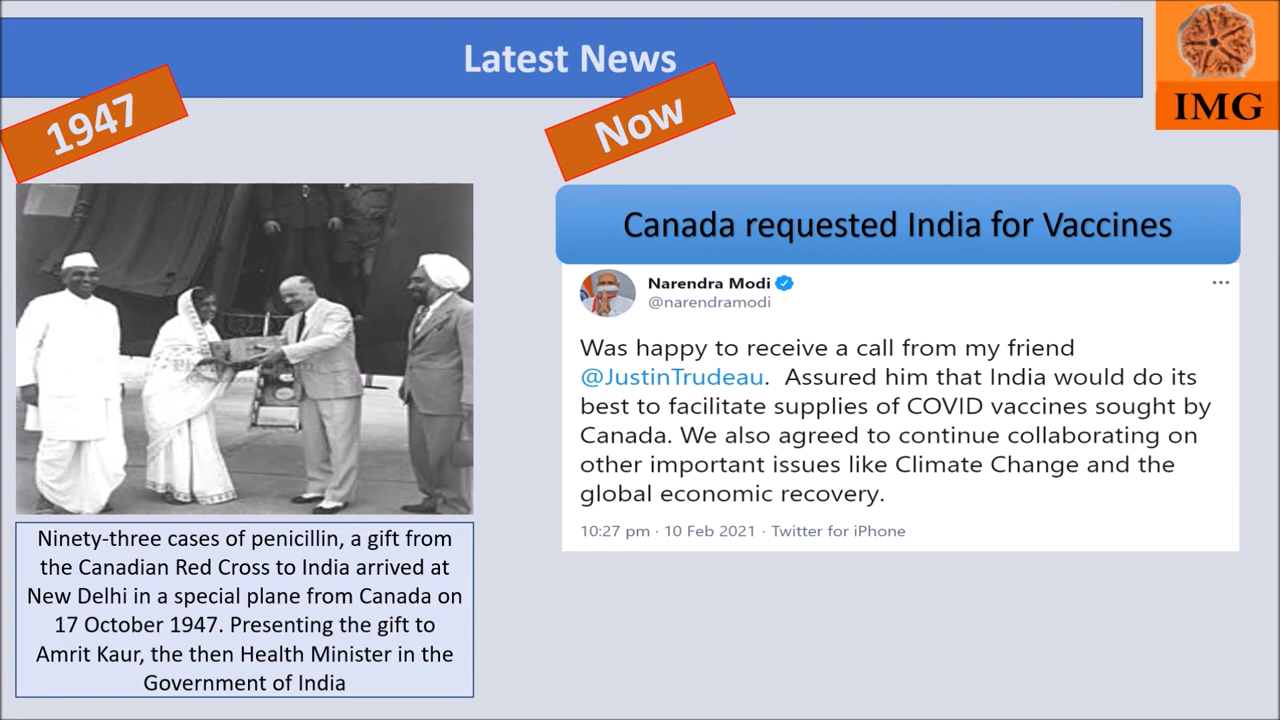 Latest News
IMG
1947
Now
Ninety-three cases of penicillin, a gift from
the Canadian Red Cross to India arrived at
New Delhi in a special plane from Canada on
17 October 1947. Presenting the gift to
Amrit Kaur, the then Health Minister in the
Government of India
Canada requested India for Vaccines
Narendra Modi
@narendramodi
Was happy to receive a call from my friend
@JustinTrudeau. Assured him that India would do its
best to facilitate supplies of COVID vaccines sought by
Canada. We also agreed to continue collaborating on
other important issues like Climate Change and the
global economic recovery.
10:27 pm · 10 Feb 2021 · Twitter for iPhone